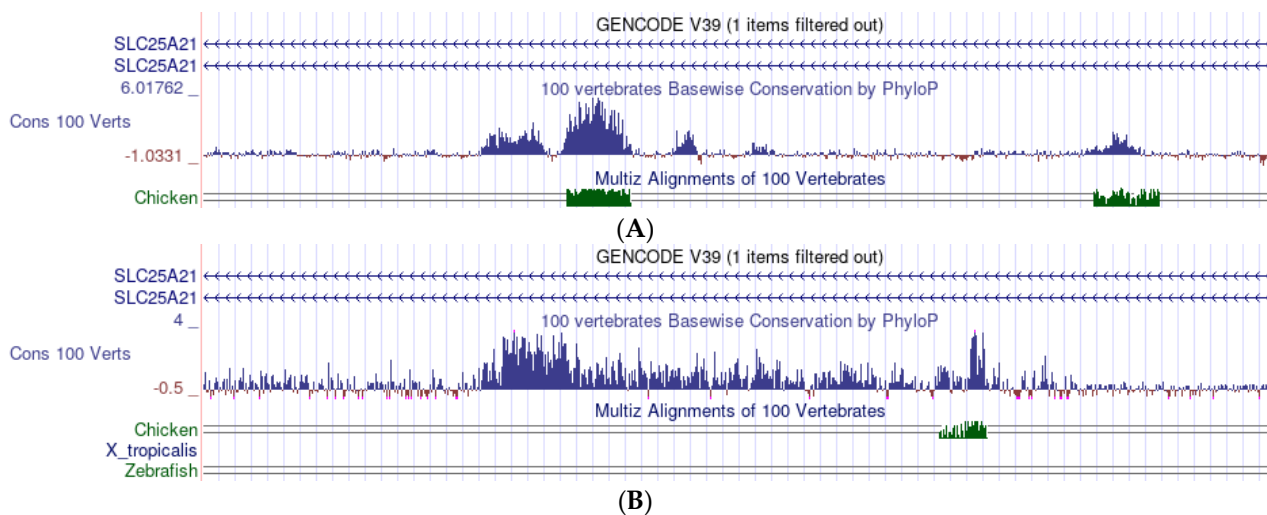 GENCODE V39 (1 items filtered out)
SLC25A21
SLC25A21
6.01762 _
100 vertebrates Basewise Conservation by PhyloP
Cons 100 Verts
-1.0331 _
Multiz Alignments of 100 Vertebrates
Chicken
(A)
GENCODE V39 (1 items filtered out)
SLC25A21
SLC25A21
4 _
100 vertebrates Basewise Conservation by PhyloP
Cons 100 Verts
-0.5 _
Multiz Alignments of 100 Vertebrates
Chicken
X_tropicalis
Zebrafish
(B)